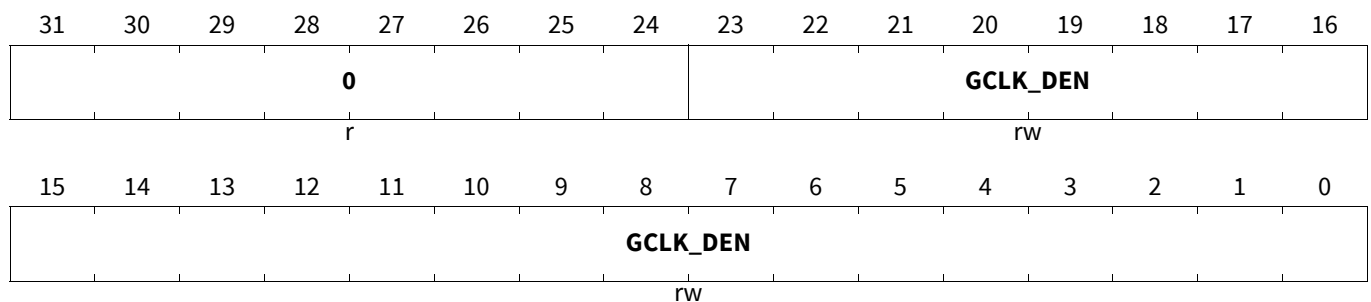 31 30 29 28 27 26 25 24 23 22 21 20 19 18 17 16
0 GCLK_DEN
r rw
15 14 13 12 11 10 9 8 7 6 5 4 3 2 1 0
GCLK_DEN
rw